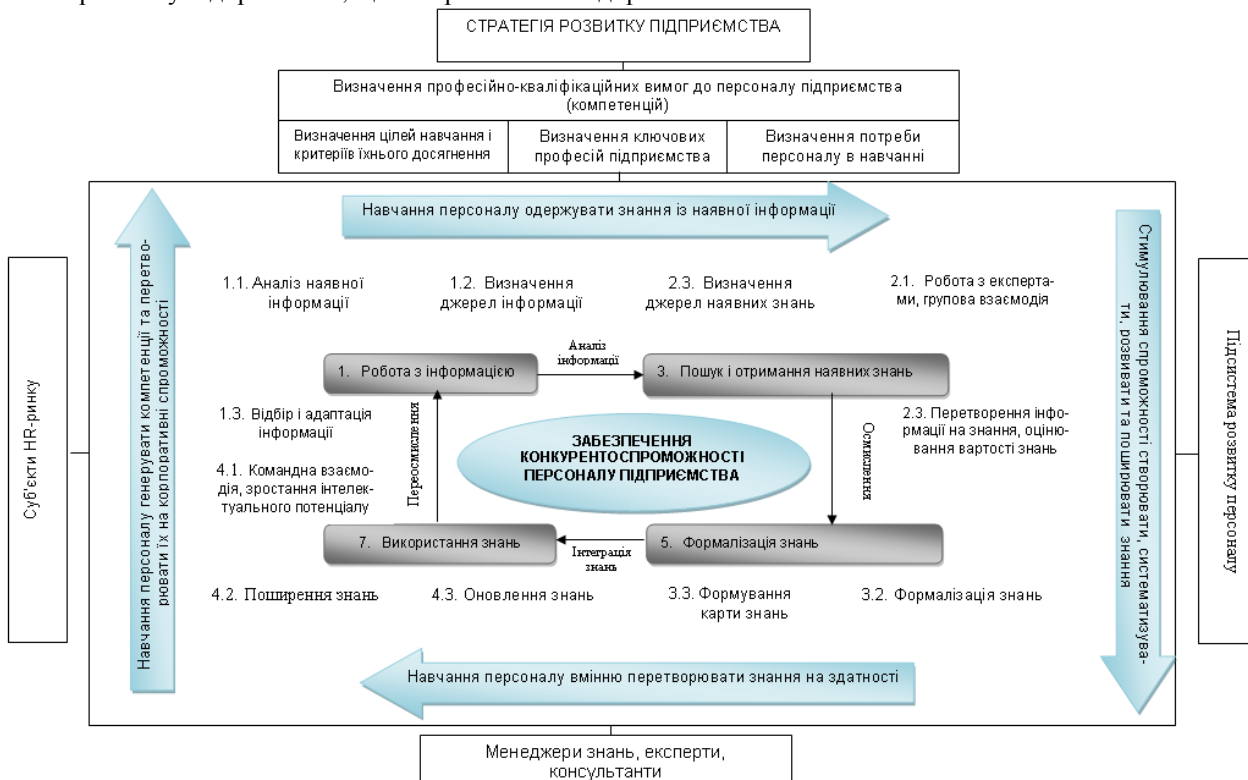 СТРАТЕГІЯ РОЗВИТКУ ПІДПРИЄМСТВА
Визначення професійно-кваліфікаційних вимог до персоналу підприємства
(компетенцій)
Визначення цілей навчання і
критеріїв їхнього досягнення
Визначення ключових
професій підприємства
Визначення потреби
персоналу в навчанні
Навчання персоналу одержувати знання із наявної інформації
Суб'єкти HR-ринку
Навчання персоналу генерувати компетенції та перетво-
рювати їх на корпоративні спроможності
1.1. Аналіз наявної
інформації
1.2. Визначення
джерел інформації
2.3. Визначення
джерел наявних знань
2.1. Робота з експерта-
ми, групова взаємодія
Стимулювання спроможності створювати, систематизува-
ти, розвивати та поширювати знання
Підсистема розвитку персоналу
1. Робота з інформацією
Аналіз
інформації
3. Пошук і отримання наявних знань
1.3. Відбір і адаптація
інформації
4.1. Командна взаємо-
дія, зростання інтелек-
туального потенціалу
Переосмислення
ЗАБЕЗПЕЧЕННЯ
КОНКУРЕНТОСПРОМОЖНОСТІ
ПЕРСОНАЛУ ПІДПРИЄМСТВА
Осмислення
2.3. Перетворення інфо-
рмації на знання, оціню-
вання вартості знань
7. Використання знань
Інтеграція
знань
5. Формалізація знань
4.2. Поширення знань
4.3. Оновлення знань
3.3. Формування
карти знань
3.2. Формалізація знань
Навчання персоналу вмінню перетворювати знання на здатності
Менеджери знань, експерти,
консультанти